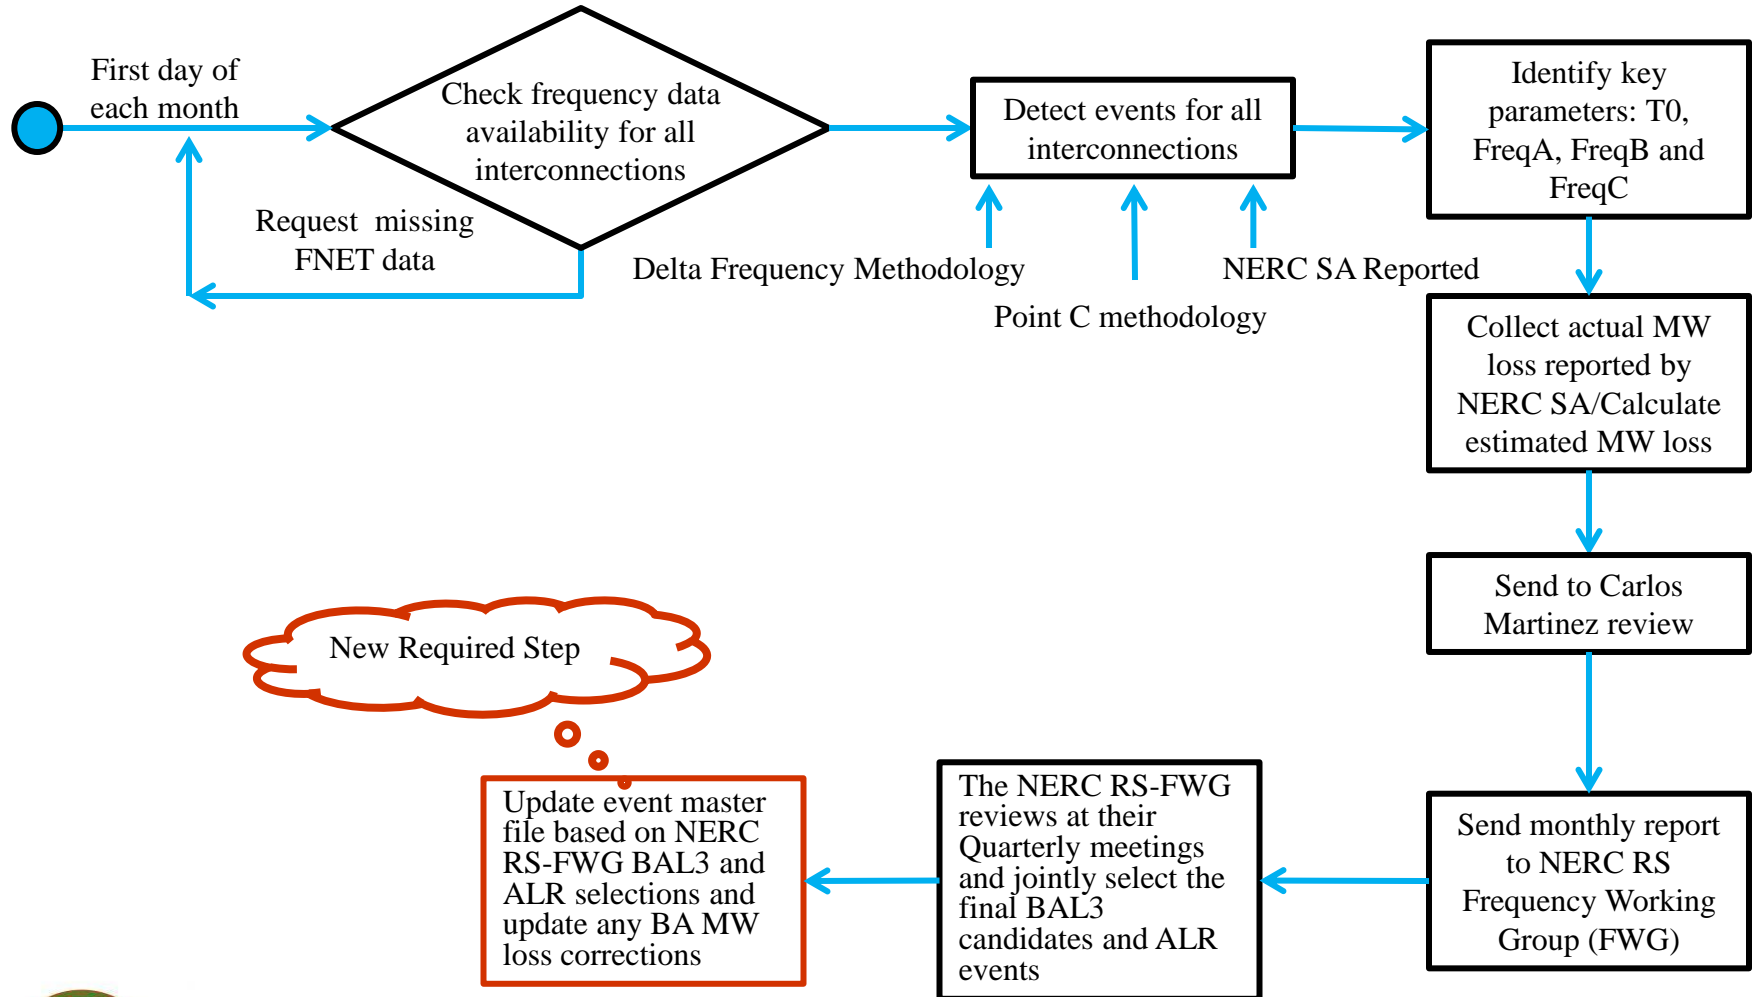 First day of
each month
Check frequency data
availability for all
interconnections
Request missing
FNET data
Detect events for all
interconnections
Delta Frequency Methodology
Point C methodology
NERC SA Reported
Identify key
parameters: T0,
FreqA, FreqB and
FreqC
Collect actual MW
loss reported by
NERC SA/Calculate
estimated MW loss
Send to Carlos
Martinez review
Send monthly report
to NERC RS
Frequency Working
Group (FWG)
The NERC RS-FWG
reviews at their
Quarterly meetings
and jointly select the
final BAL3
candidates and ALR
events
New Required Step
Update event master
file based on NERC
RS-FWG BAL3 and
ALR selections and
update any BA MW
loss corrections